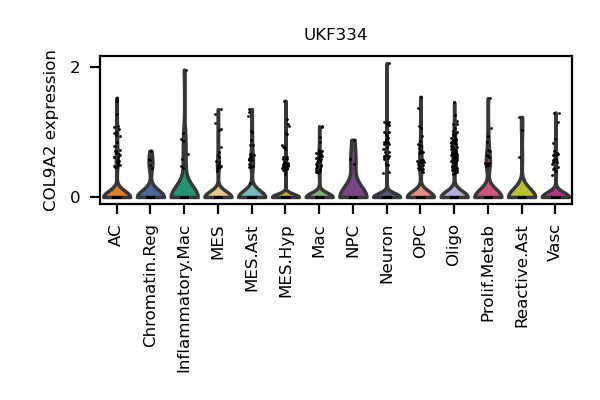 UKF334
COL9A2 expression
2
0
AC
Chromatin.Reg
Inflammatory.Mac
MES
MES.Ast
MES.Hyp
Mac
NPC
Neuron
OPC
Oligo
Prolif.Metab
Reactive.Ast
Vasc